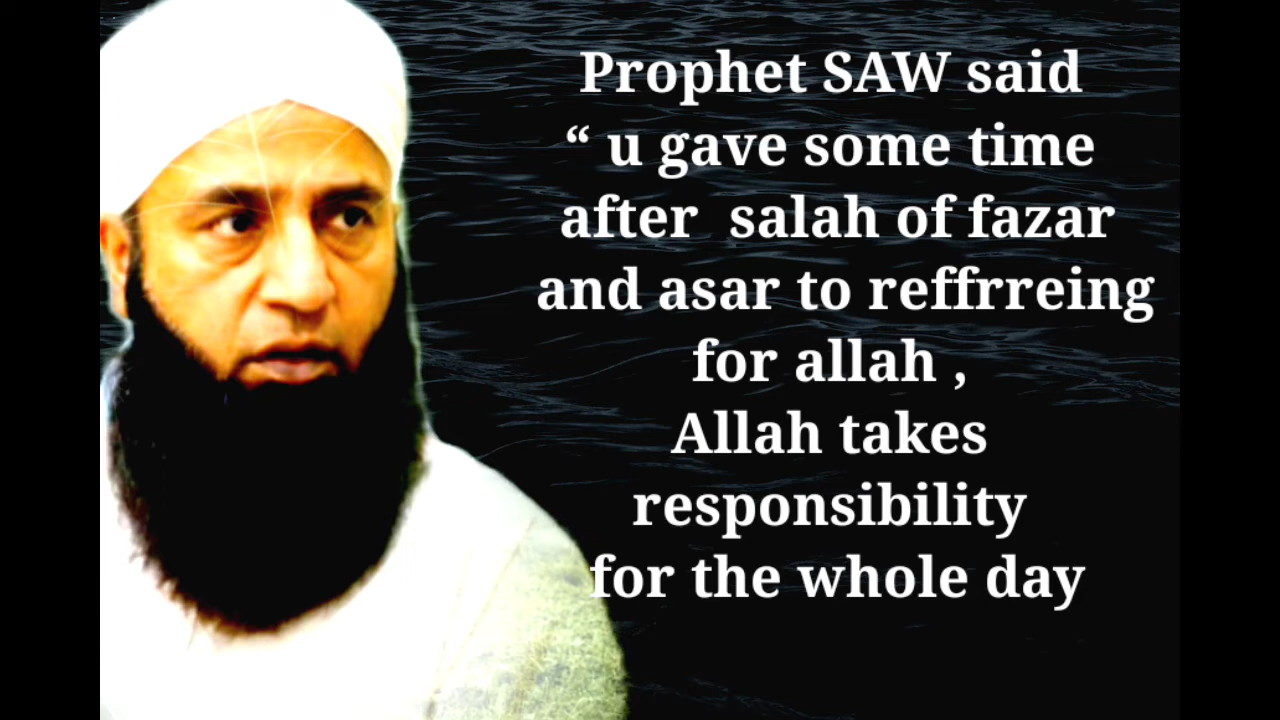 Prophet SAW said
“ u gave some time
after salah of fazar
and asar to reffrreing
for allah ,
Allah takes
responsibility
for the whole day